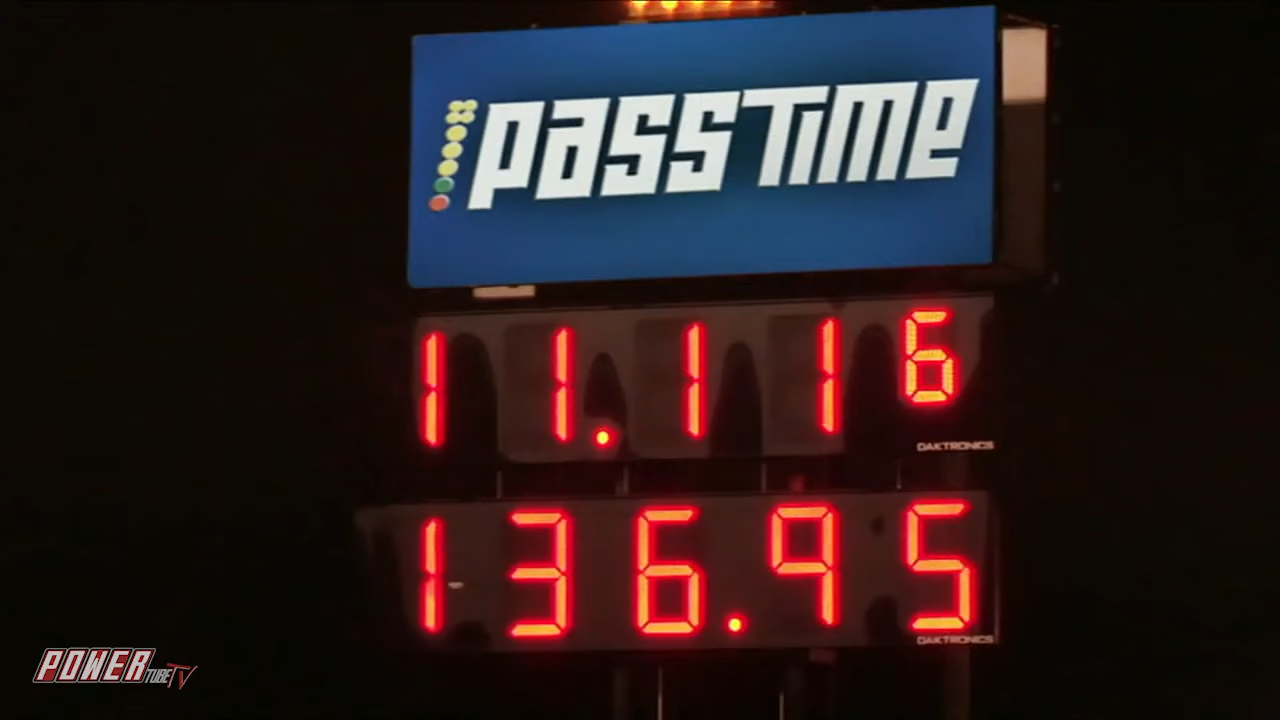 PASSTIME
11.116
DAKTRONICS
136.95
DAKTRONICS
POWER TUBE TV